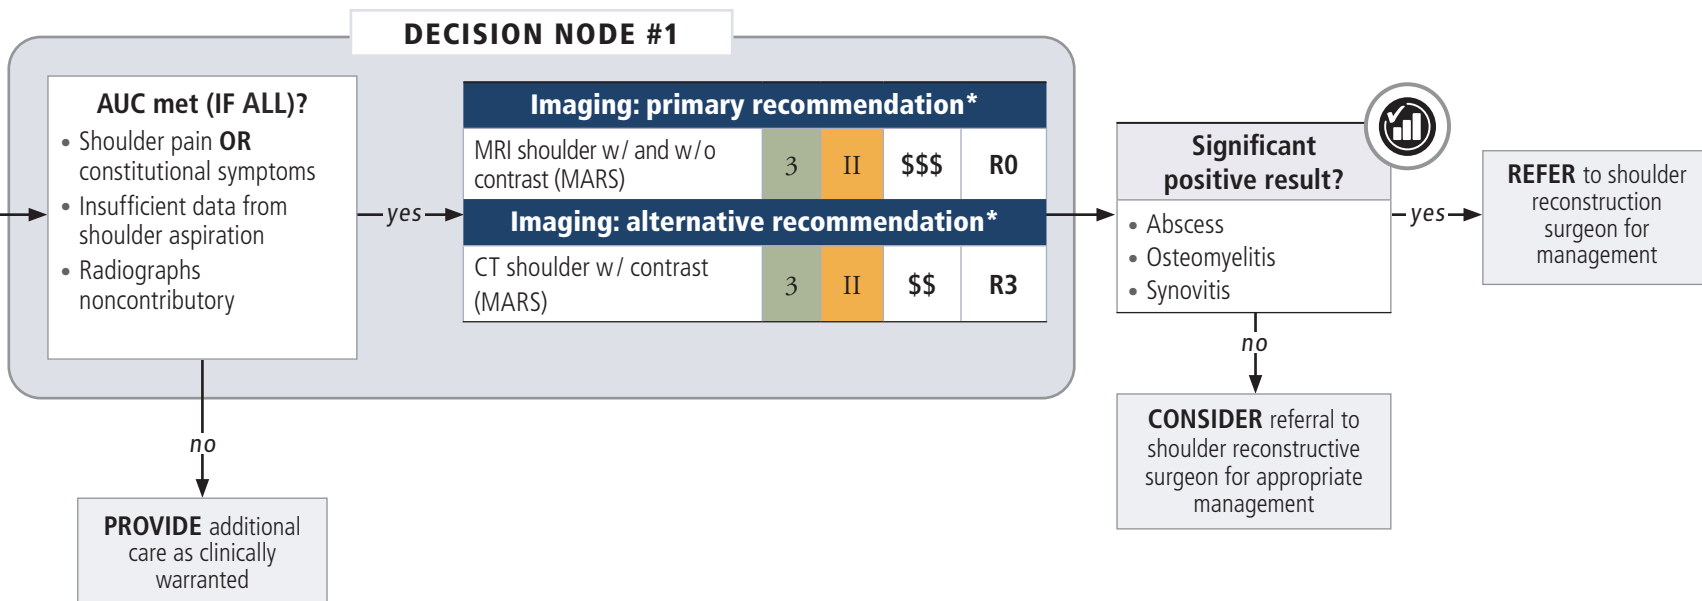 DECISION NODE #1
AUC met (IF ALL)?
• Shoulder pain OR
constitutional symptoms
• Insufficient data from
shoulder aspiration
• Radiographs
noncontributory
yes
Imaging: primary recommendation*
MRI shoulder w/ and w/o
contrast (MARS)
3 II $$$ R0
Imaging: alternative recommendation*
CT shoulder w/ contrast
(MARS)
3 II $$ R3
Significant
positive result?
• Abscess
• Osteomyelitis
• Synovitis
yes
REFER to shoulder
reconstruction
surgeon for
management
no
CONSIDER referral to
shoulder reconstructive
surgeon for appropriate
management
no
PROVIDE additional
care as clinically
warranted